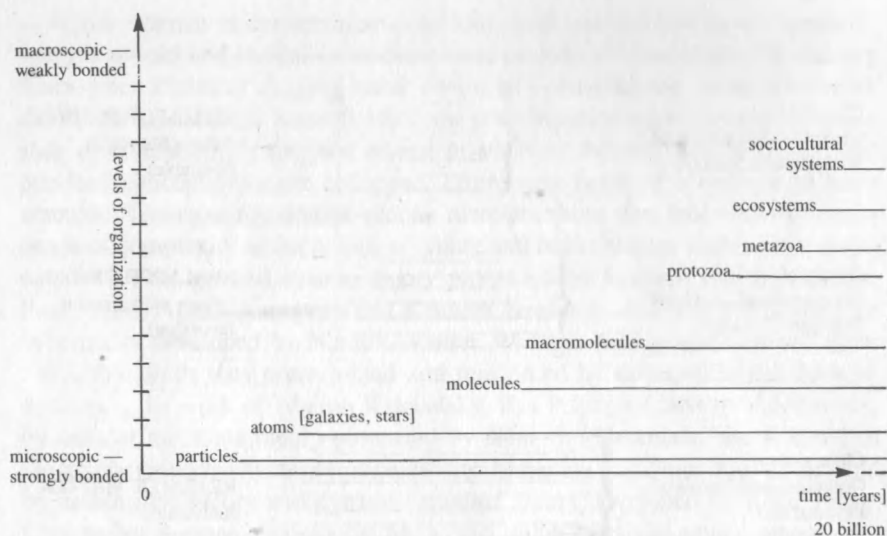 macroscopic —
weakly bonded
levels of organization
sociocultural
systems
ecosystems
metazoa
protozoa
macromolecules
molecules
atoms [galaxies, stars]
particles
microscopic —
strongly bonded
0
time [years]
20 billion